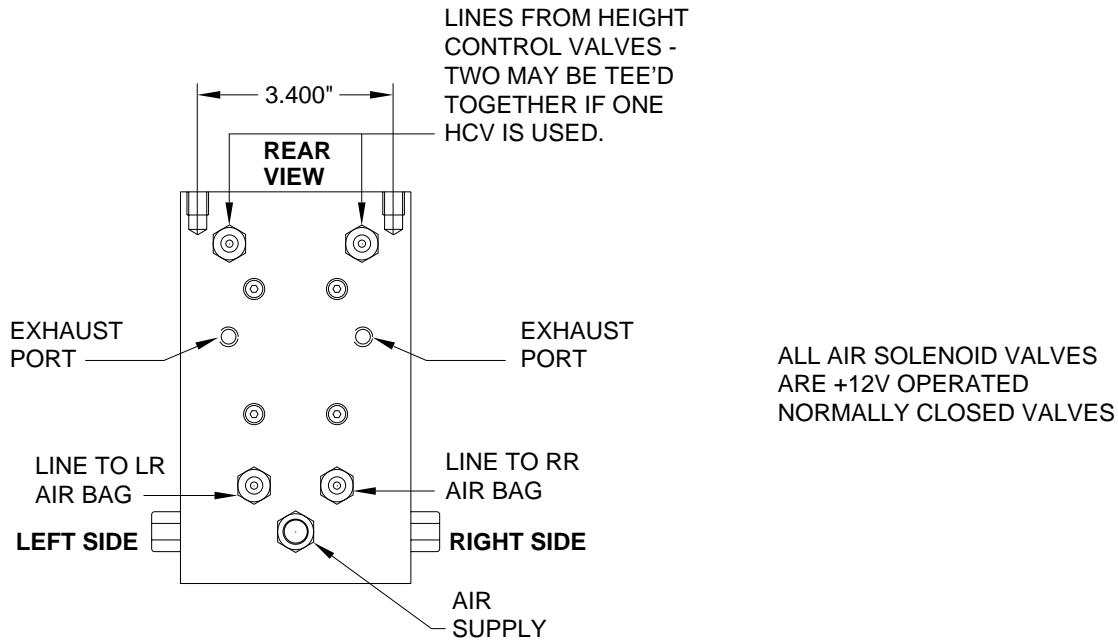 LINES FROM HEIGHT
CONTROL VALVES -
TWO MAY BE TEE'D
TOGETHER IF ONE
HCV IS USED.
3.400"
REAR
VIEW
EXHAUST
PORT
EXHAUST
PORT
ALL AIR SOLENOID VALVES
ARE +12V OPERATED
NORMALLY CLOSED VALVES
LINE TO LR
AIR BAG
LINE TO RR
AIR BAG
LEFT SIDE
RIGHT SIDE
AIR
SUPPLY